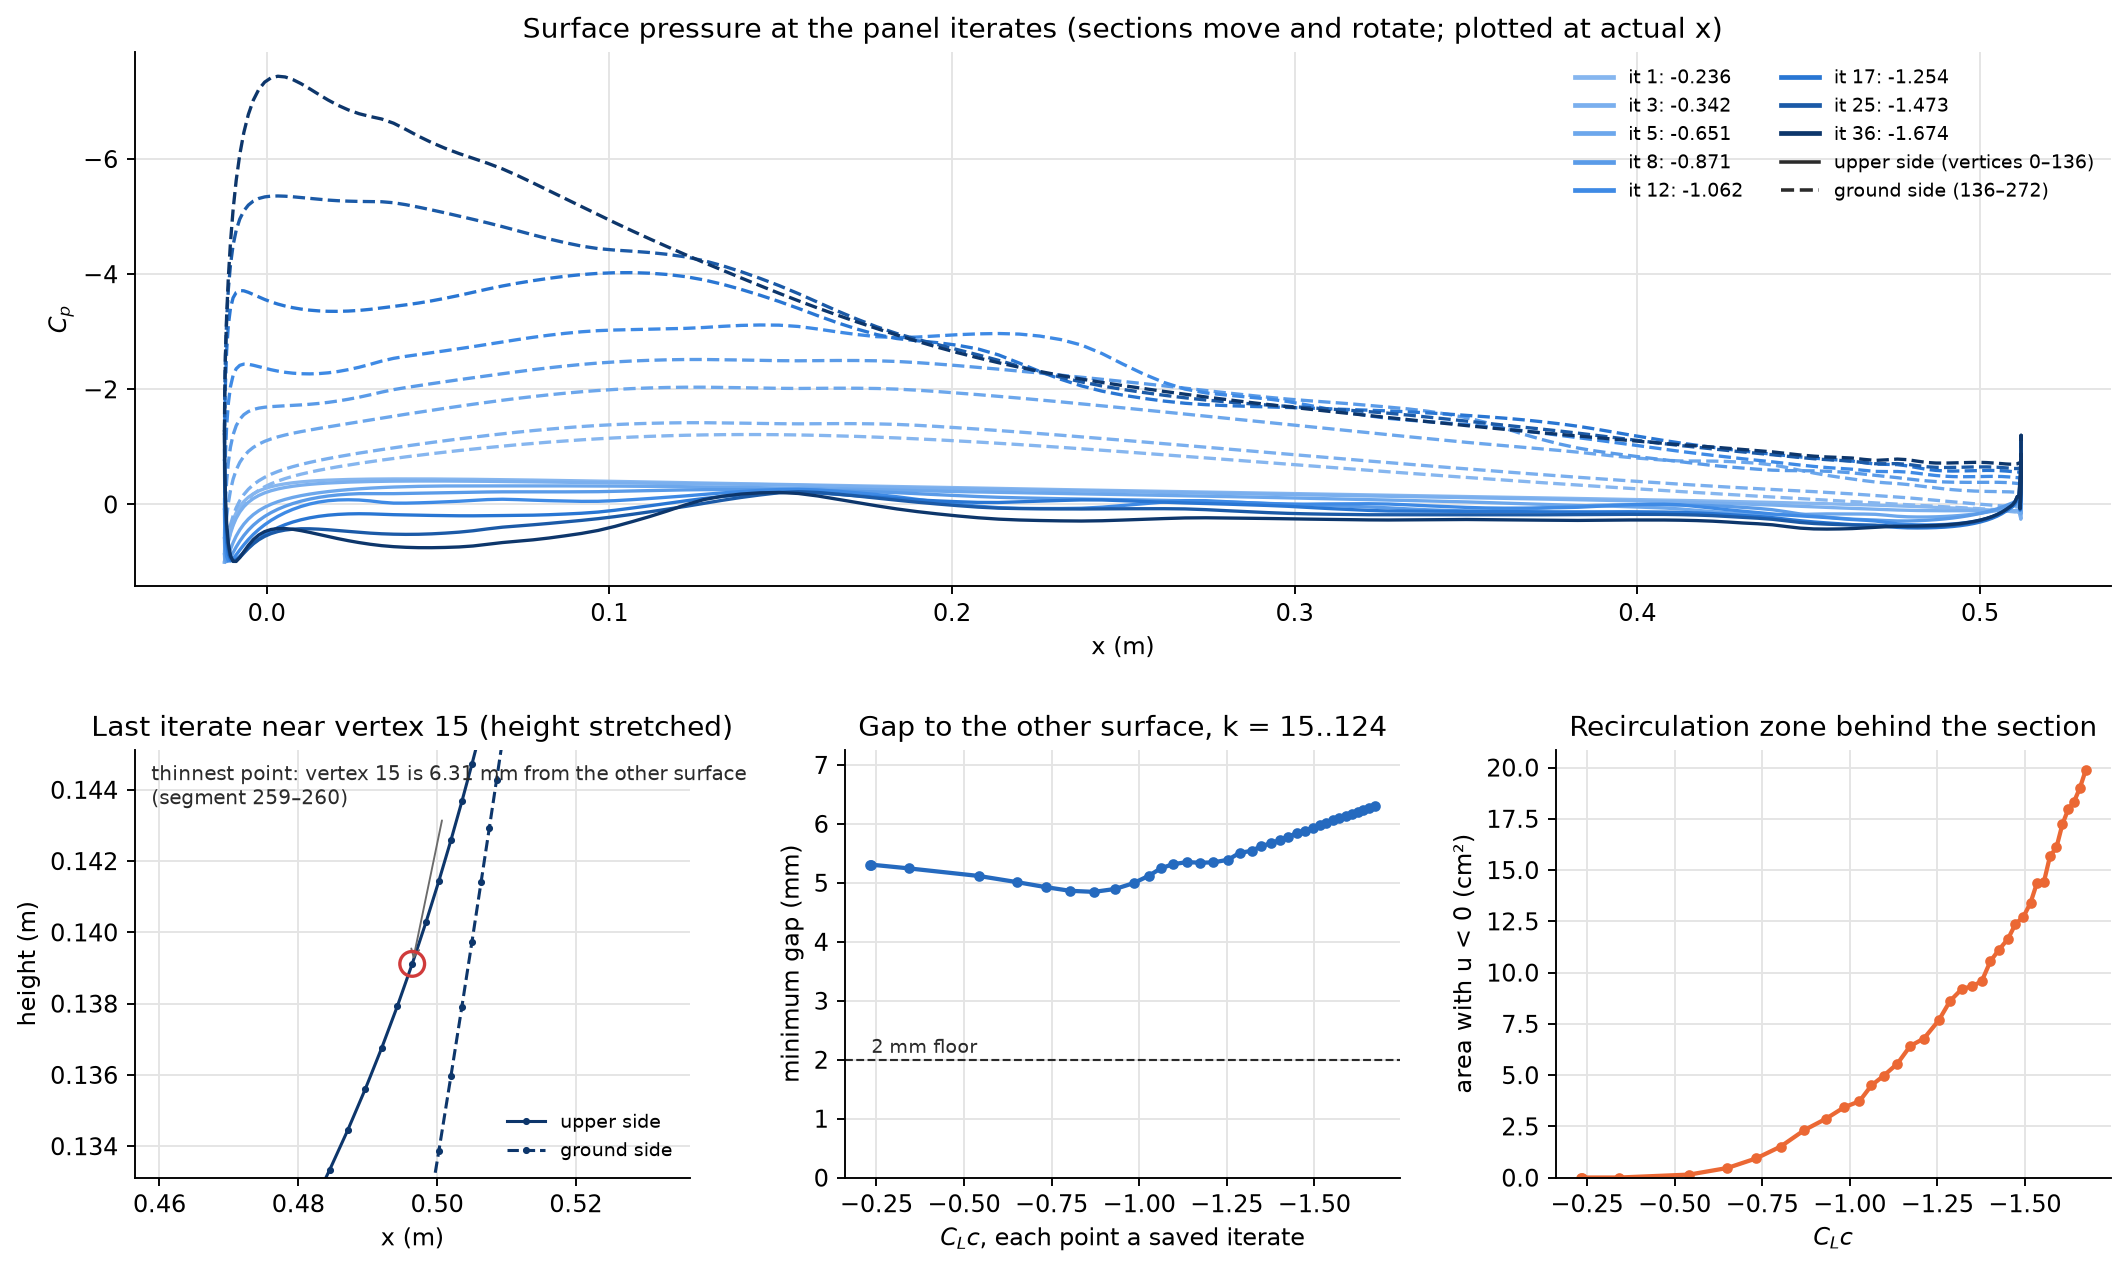 Surface pressure at the panel iterates (sections move and rotate; plotted at actual x)
it 1: -0.236
it 3: -0.342
it 5: -0.651
it 8: -0.871
it 12: -1.062
it 17: -1.254
it 25: -1.473
it 36: -1.674
upper side (vertices 0–136)
ground side (136–272)
−6
−4
−2
0
Cp
0.0 0.1 0.2 0.3 0.4 0.5
x (m)
Last iterate near vertex 15 (height stretched)
thinnest point: vertex 15 is 6.31 mm from the other surface
(segment 259–260)
0.144
0.142
0.140
0.138
0.136
0.134
height (m)
upper side
ground side
0.46 0.48 0.50 0.52
x (m)
Gap to the other surface, k = 15..124
7
6
5
4
3
2
1
0
minimum gap (mm)
2 mm floor
−0.25 −0.50 −0.75 −1.00 −1.25 −1.50
CLc, each point a saved iterate
Recirculation zone behind the section
20.0
17.5
15.0
12.5
10.0
7.5
5.0
2.5
0.0
area with u < 0 (cm²)
−0.25 −0.50 −0.75 −1.00 −1.25 −1.50
CLc